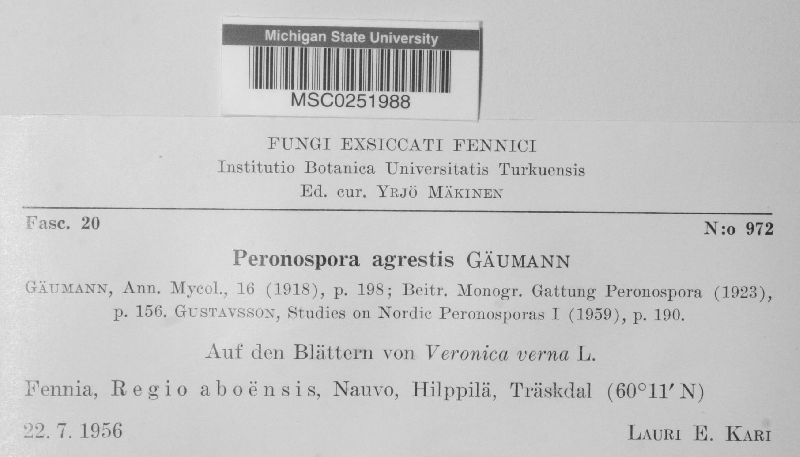 Michigan State University
MSC0251988
FUNGI EXSICCATI FENNICI
Institutio Botanica Universitatis Turkuensis
Ed. cur. YRJÖ MÄKINEN
Fasc. 20 N:o 972
Peronospora agrestis GÄUMANN
GÄUMANN, Ann. Mycol., 16 (1918), p. 198; Beitr. Monogr. Gattung Peronospora (1923),
p. 156. GUSTAVSSON, Studies on Nordic Peronosporas I (1959), p. 190.
Auf den Blättern von Veronica verna L.
Fennia, Regio aboënsis, Nauvo, Hilppilä, Träskdal (60°11′ N)
22. 7. 1956 LAURI E. KARI